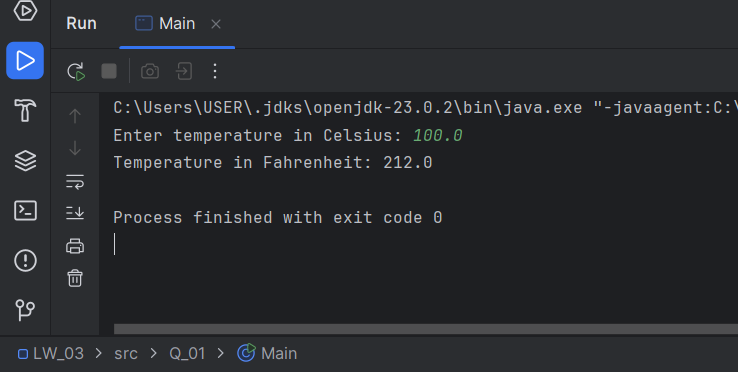 Run
Main
C:\Users\USER\.jdks\openjdk-23.0.2\bin\java.exe "-javaagent:C:\
Enter temperature in Celsius: 100.0
Temperature in Fahrenheit: 212.0
Process finished with exit code 0
LW_03 > src > Q_01 > Main